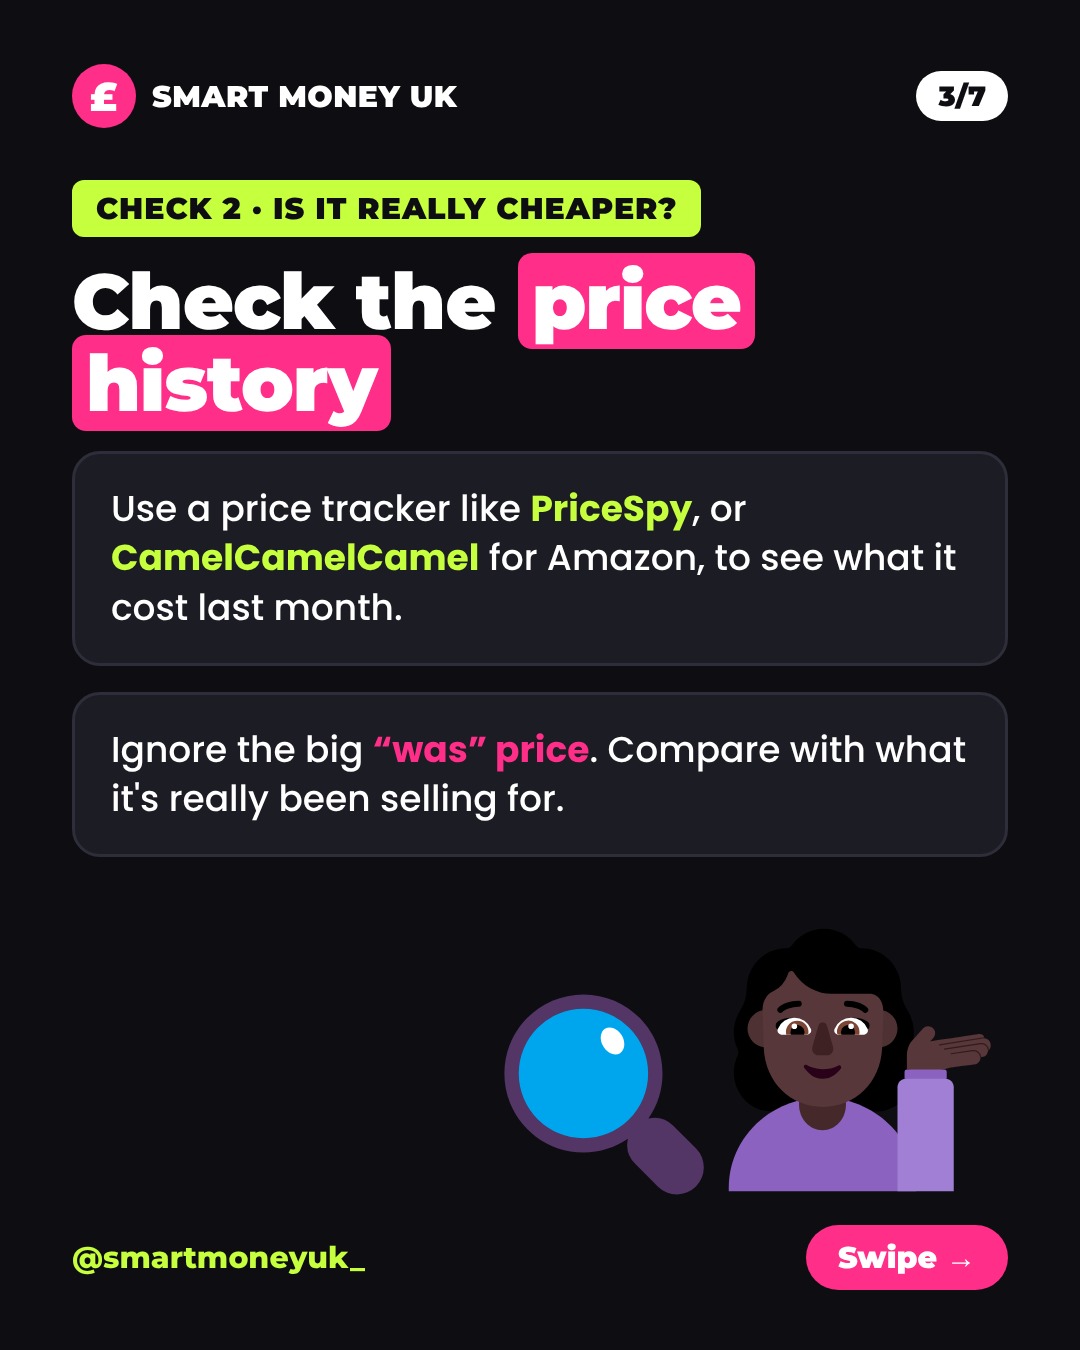 £ SMART MONEY UK
3/7
CHECK 2 • IS IT REALLY CHEAPER?
Check the price
history
Use a price tracker like PriceSpy, or
CamelCamelCamel for Amazon, to see what it
cost last month.
Ignore the big “was” price. Compare with what
it's really been selling for.
@smartmoneyuk_
Swipe →